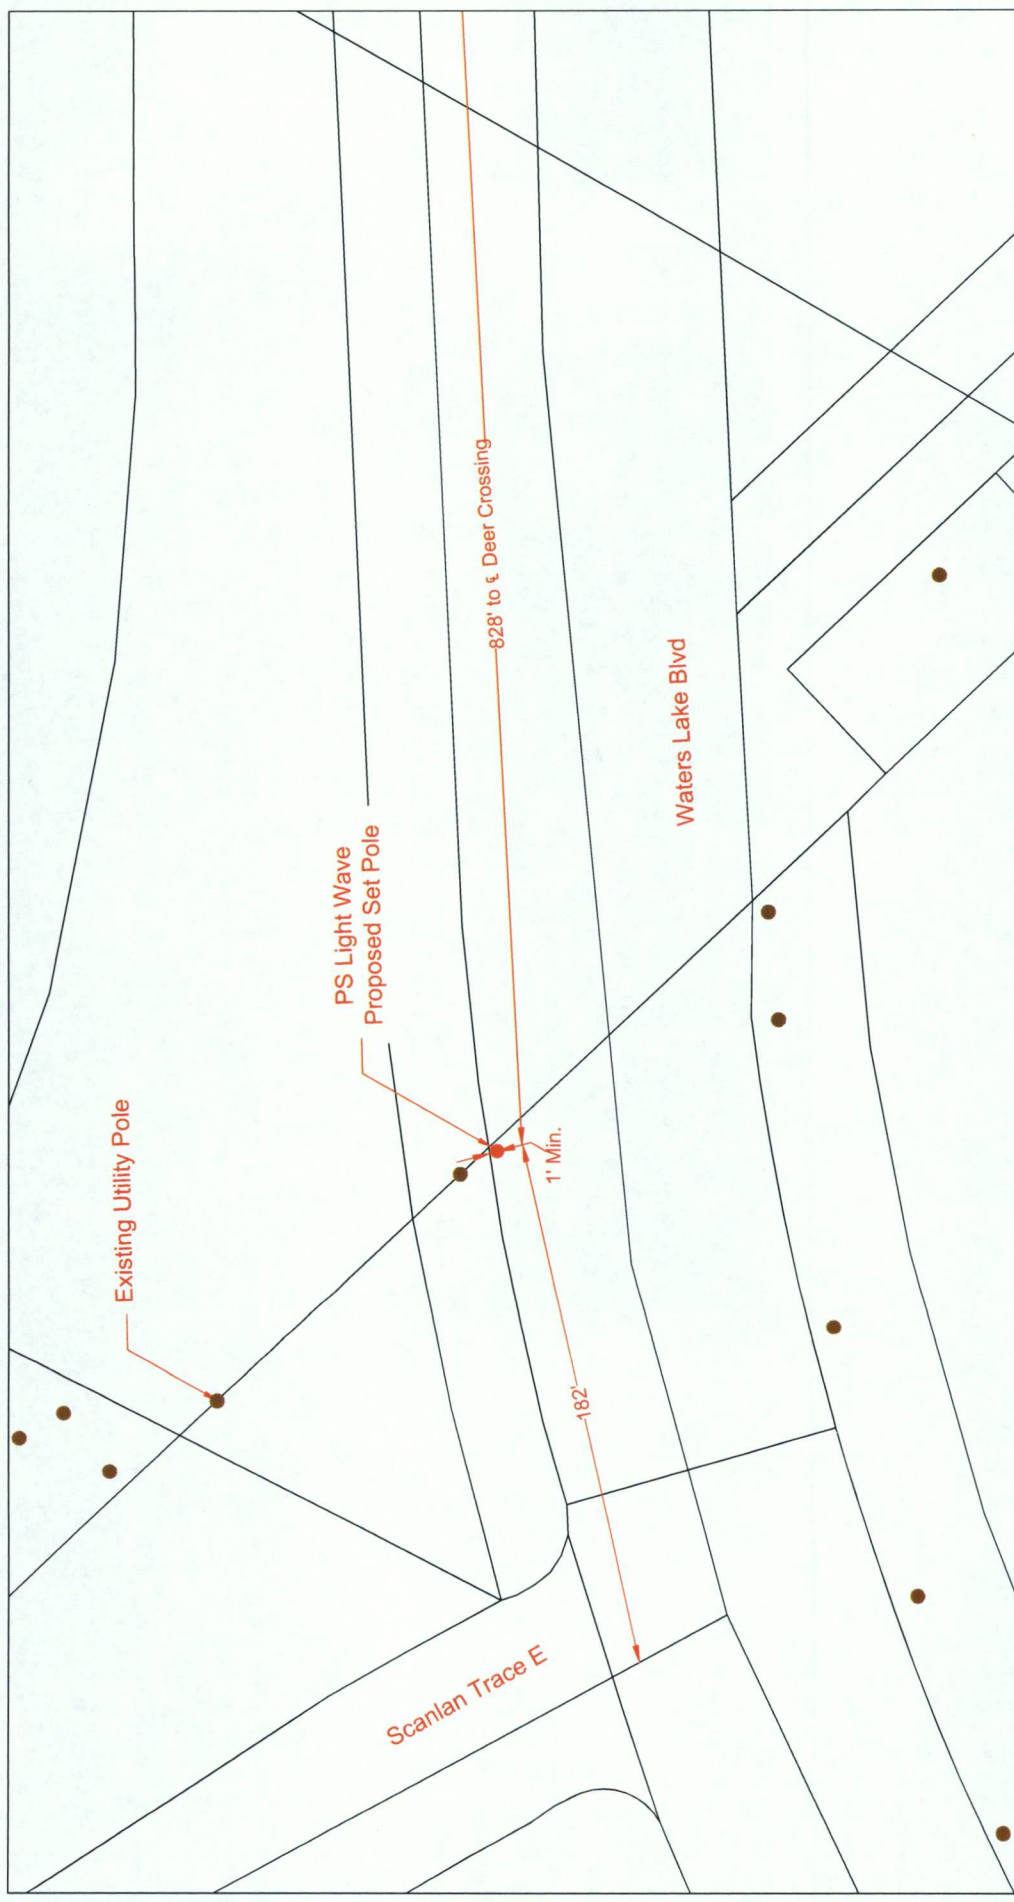 Existing Utility Pole
PS Light Wave
Proposed Set Pole
828' to ℄ Deer Crossing
1' Min.
182'
Waters Lake Blvd
Scanlan Trace E